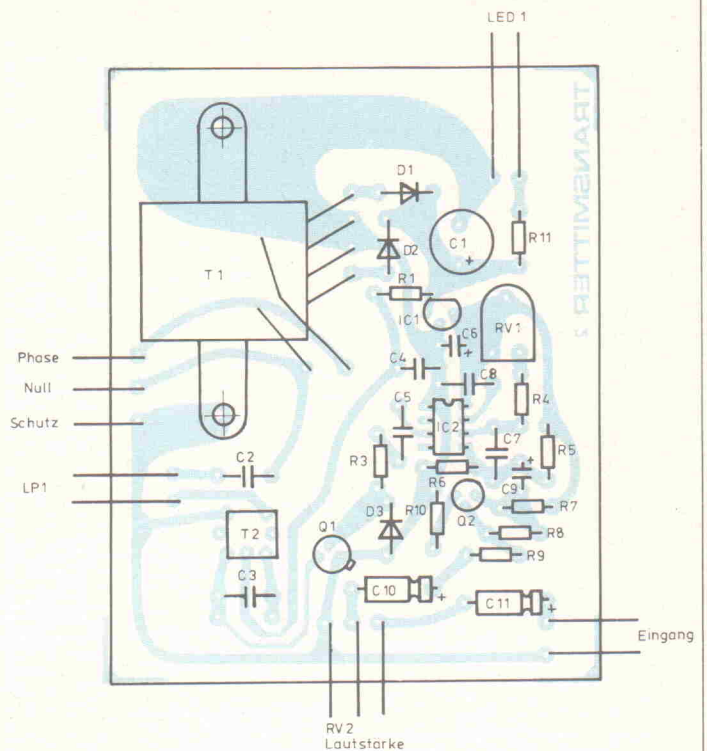 LED 1
TRANSMITTER 2
D1
C1
+
R11
T1
D2
R1
IC1
RV1
C6
+
Phase
Null
Schutz
C4
C8
R4
C5
IC2
C7
R5
R3
R6
C9
+
LP1
C2
Q2
R7
R10
D3
R8
T2
Q1
R9
C3
C10
+
C11
+
Eingang
RV2
Lautstärke